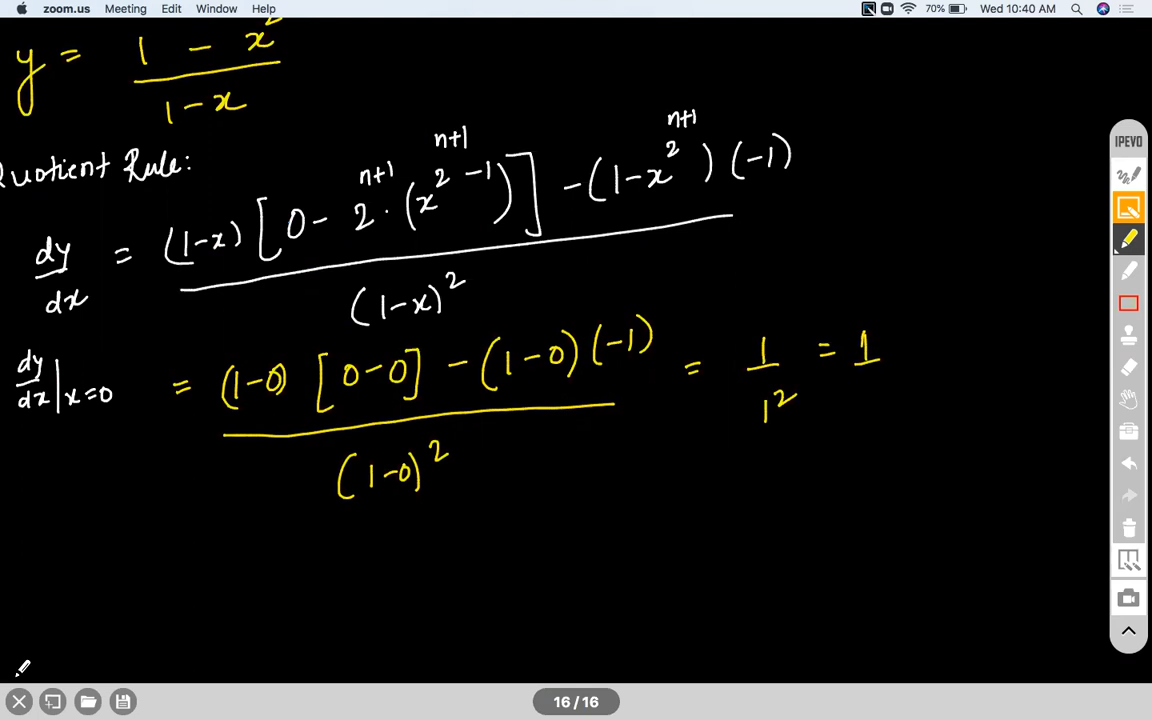 zoom.us Meeting Edit Window Help 70% Wed 10:40 AM
y = 1 - x^2 / 1-x
Quotient Rule:
IPEVO
dy/dx = (1-x) [0 - 2^{n+1} · (x^{2^{n+1} - 1})] - (1-x^{2^{n+1}}) (-1) / (1-x)^2
dy/dx | x=0 = (1-0) [0-0] - (1-0) (-1) / (1-0)^2 = 1/1^2 = 1
16 / 16